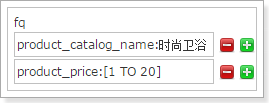 fq
product_catalog_name:时尚卫浴
product_price:[1 TO 20]